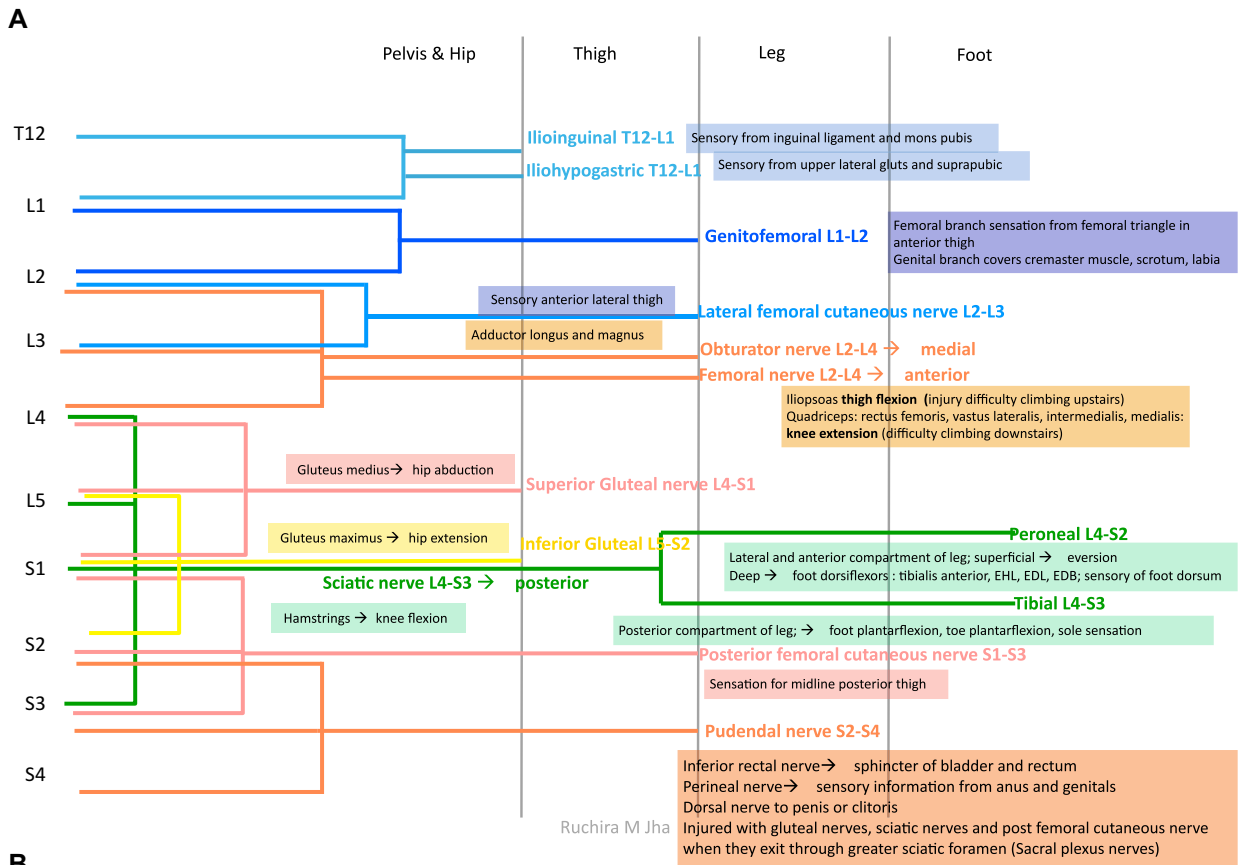 A
Pelvis & Hip
Thigh
Leg
Foot
T12
Ilioinguinal T12-L1
Sensory from inguinal ligament and mons pubis
Iliohypogastric T12-L1
Sensory from upper lateral gluts and suprapubic
L1
Genitofemoral L1-L2
Femoral branch sensation from femoral triangle in
anterior thigh
Genital branch covers cremaster muscle, scrotum, labia
L2
Sensory anterior lateral thigh
Lateral femoral cutaneous nerve L2-L3
L3
Adductor longus and magnus
Obturator nerve L2-L4 → medial
Femoral nerve L2-L4 → anterior
Iliopsoas thigh flexion (injury difficulty climbing upstairs)
Quadriceps: rectus femoris, vastus lateralis, intermedialis, medialis:
knee extension (difficulty climbing downstairs)
L4
Gluteus medius→ hip abduction
Superior Gluteal nerve L4-S1
L5
Gluteus maximus → hip extension
Inferior Gluteal L5-S2
Peroneal L4-S2
Lateral and anterior compartment of leg; superficial → eversion
Deep → foot dorsiflexors : tibialis anterior, EHL, EDL, EDB; sensory of foot dorsum
S1
Sciatic nerve L4-S3 → posterior
Tibial L4-S3
Hamstrings → knee flexion
Posterior compartment of leg; → foot plantarflexion, toe plantarflexion, sole sensation
S2
Posterior femoral cutaneous nerve S1-S3
Sensation for midline posterior thigh
S3
Pudendal nerve S2-S4
S4
Inferior rectal nerve→ sphincter of bladder and rectum
Perineal nerve→ sensory information from anus and genitals
Dorsal nerve to penis or clitoris
Injured with gluteal nerves, sciatic nerves and post femoral cutaneous nerve
when they exit through greater sciatic foramen (Sacral plexus nerves)
Ruchira M Jha
B